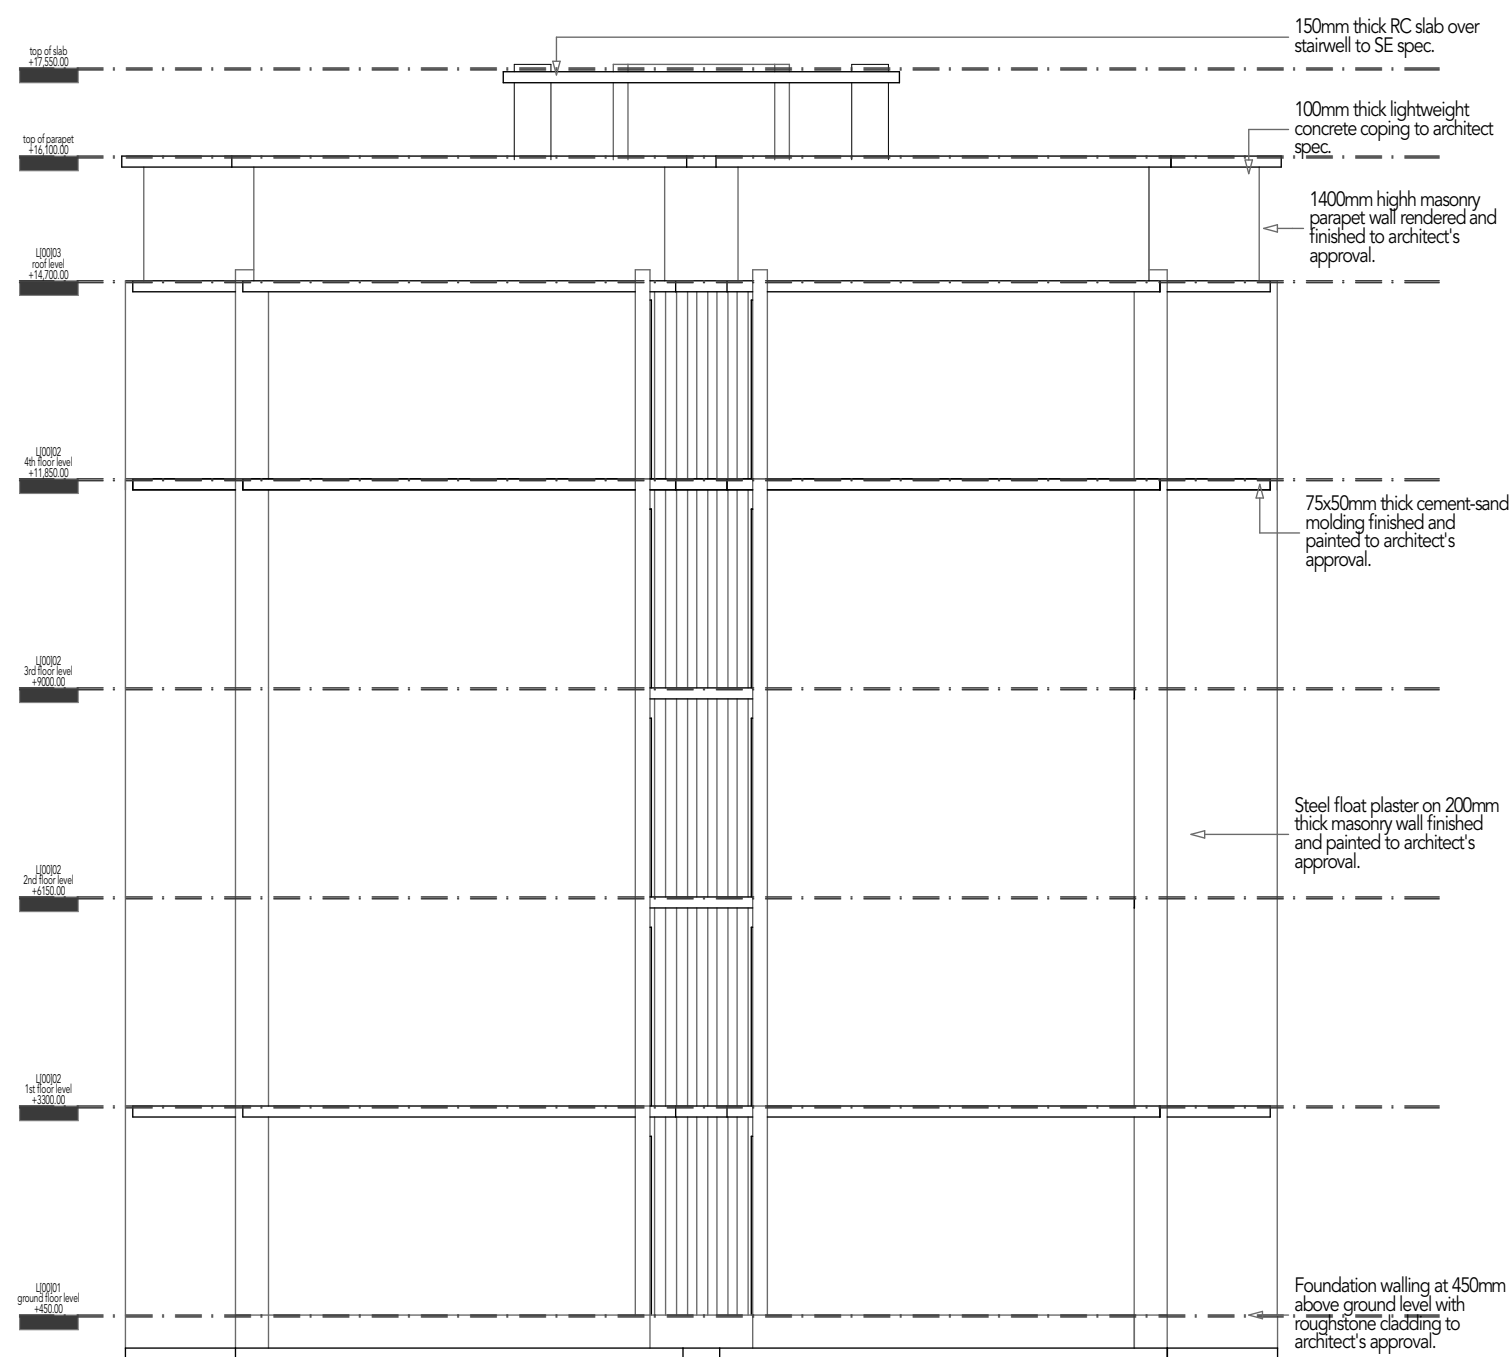 top of slab
+17,550.00
150mm thick RC slab over
stairwell to SE spec.
top of parapet
+16,100.00
100mm thick lightweight
concrete coping to architect
spec.
1400mm highh masonry
parapet wall rendered and
finished to architect's
approval.
L[00]03
roof level
+14,700.00
L[00]02
4th floor level
+11,850.00
75x50mm thick cement-sand
molding finished and
painted to architect's
approval.
L[00]02
3rd floor level
+9000.00
Steel float plaster on 200mm
thick masonry wall finished
and painted to architect's
approval.
L[00]02
2nd floor level
+6150.00
L[00]02
1st floor level
+3300.00
L[00]01
ground floor level
+450.00
Foundation walling at 450mm
above ground level with
roughstone cladding to
architect's approval.